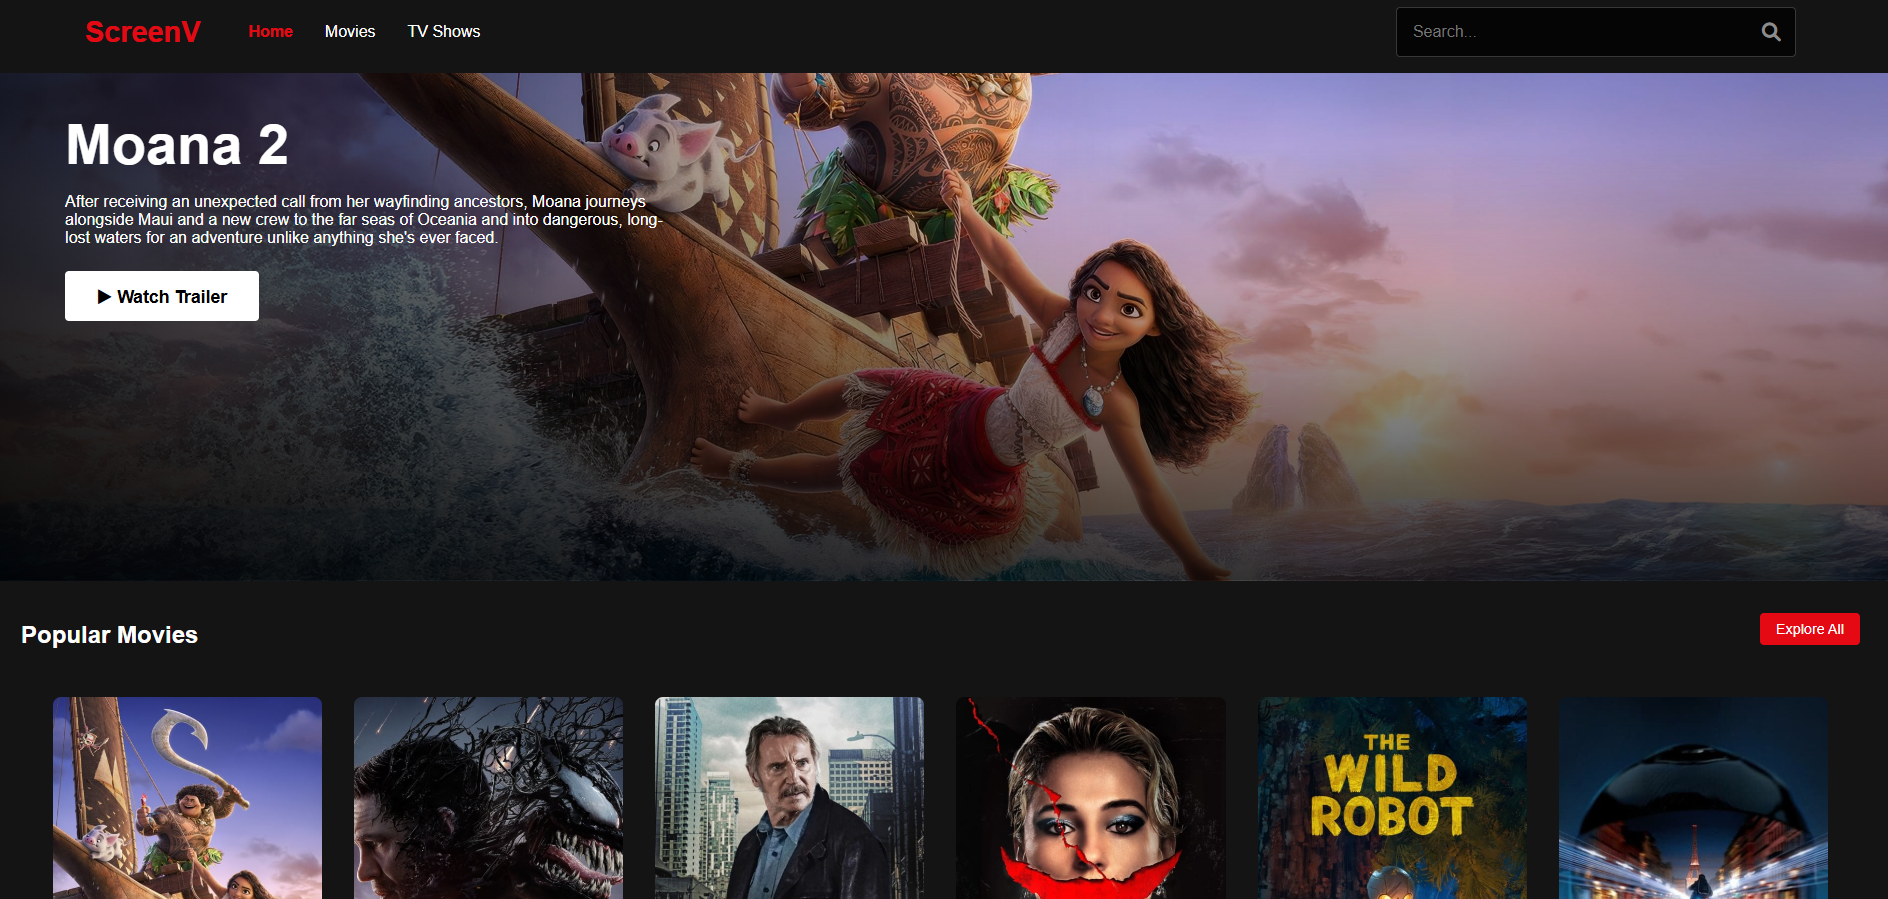 ScreenV
Home
Movies
TV Shows
Search...
Moana 2
After receiving an unexpected call from her wayfinding ancestors, Moana journeys
alongside Maui and a new crew to the far seas of Oceania and into dangerous, long-
lost waters for an adventure unlike anything she's ever faced.
Watch Trailer
Popular Movies
Explore All
THE
WILD
ROBOT